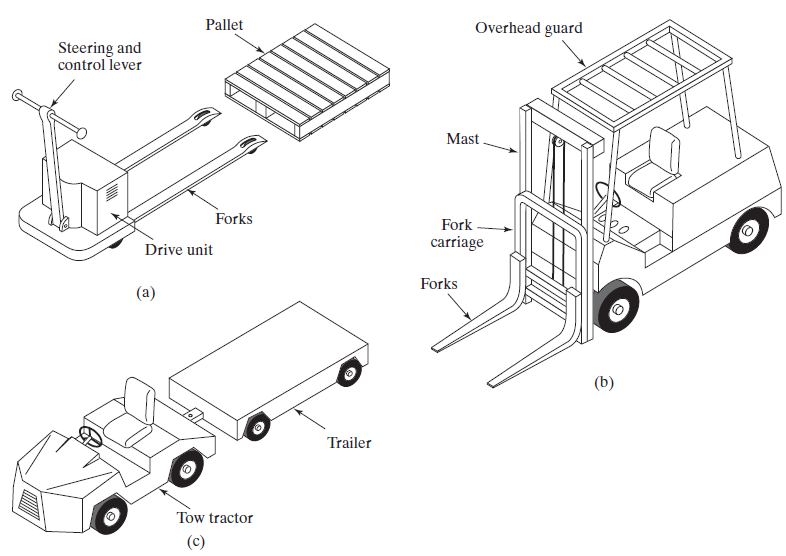 Pallet
Steering and
control lever
Forks
Drive unit
(a)
Overhead guard
Mast
Fork
carriage
Forks
(b)
Trailer
Tow tractor
(c)